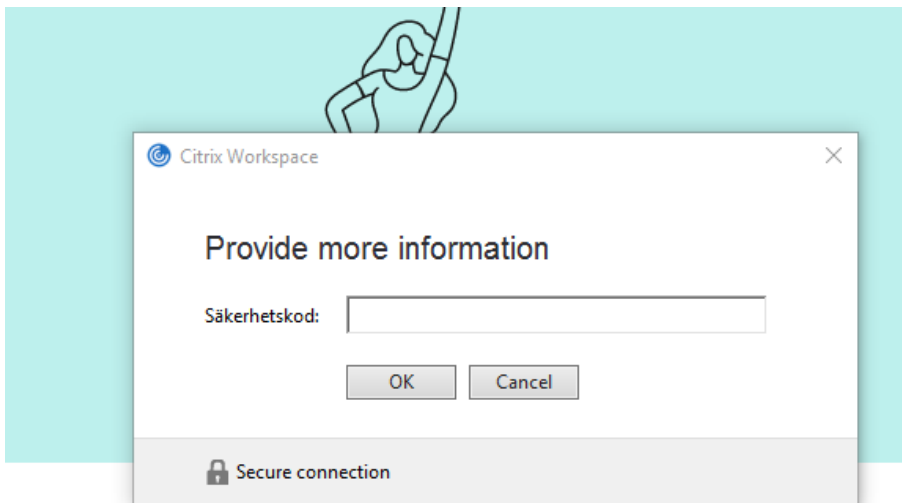 Citrix Workspace
Provide more information
Säkerhetskod:
OK Cancel
Secure connection